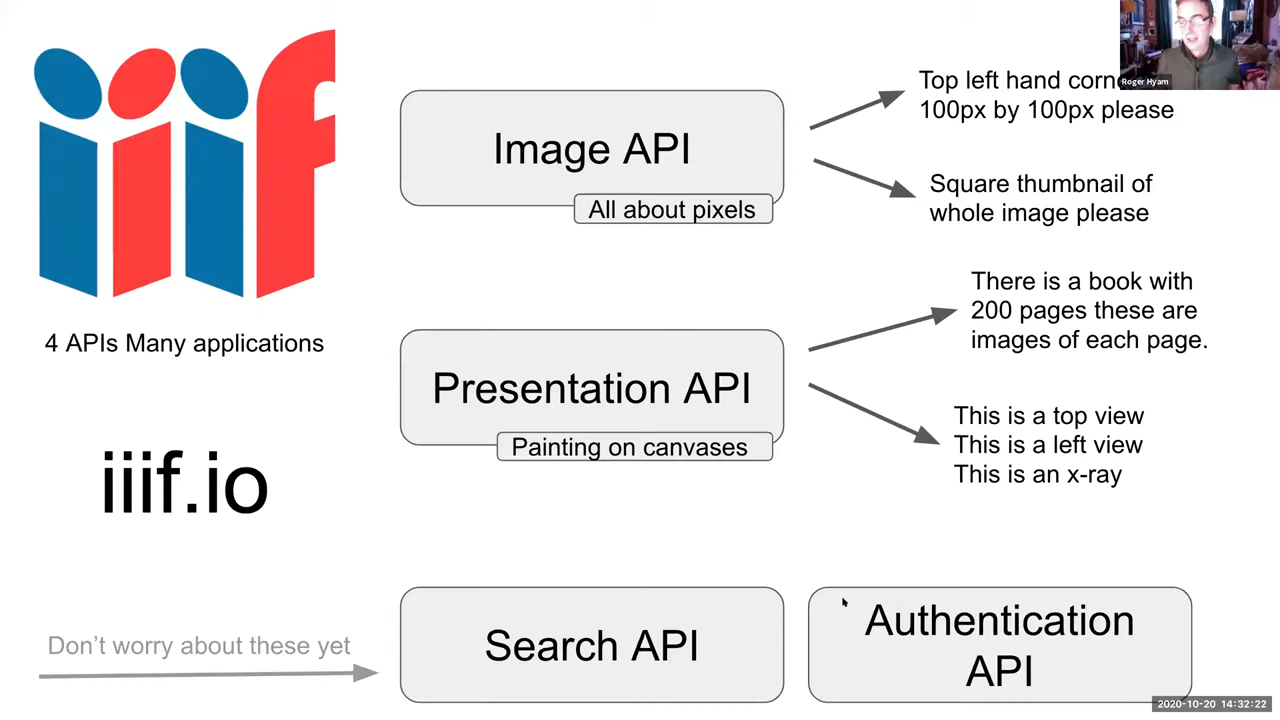 iiif
4 APIs Many applications
iiif.io
Don't worry about these yet
Image API
All about pixels
Top left hand
100px by 100px please
Square thumbnail of
whole image please
Presentation API
Painting on canvases
There is a book with
200 pages these are
images of each page.
This is a top view
This is a left view
This is an x-ray
Search API
Authentication
API
Roger Hyam
2020-10-20 14:32:22